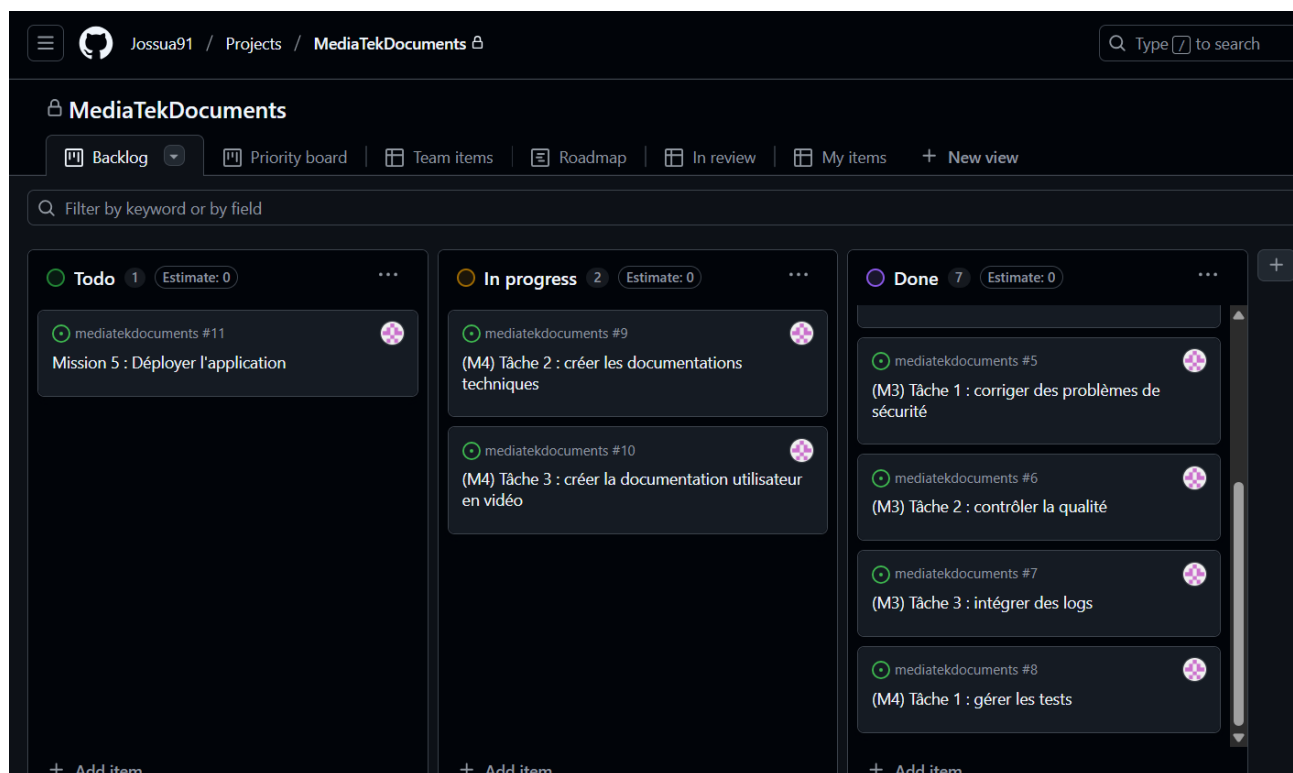 Jossua91 / Projects / MediaTekDocuments
Type / to search
MediaTekDocuments
Backlog
Priority board
Team items
Roadmap
In review
My items
+ New view
Filter by keyword or by field
Todo 1 Estimate: 0 ...
mediatekdocuments #11
Mission 5 : Déployer l'application
+ Add item
In progress 2 Estimate: 0 ...
mediatekdocuments #9
(M4) Tâche 2 : créer les documentations
techniques
mediatekdocuments #10
(M4) Tâche 3 : créer la documentation utilisateur
en vidéo
+ Add item
Done 7 Estimate: 0 ...
mediatekdocuments #5
(M3) Tâche 1 : corriger des problèmes de
sécurité
mediatekdocuments #6
(M3) Tâche 2 : contrôler la qualité
mediatekdocuments #7
(M3) Tâche 3 : intégrer des logs
mediatekdocuments #8
(M4) Tâche 1 : gérer les tests
+ Add item
+